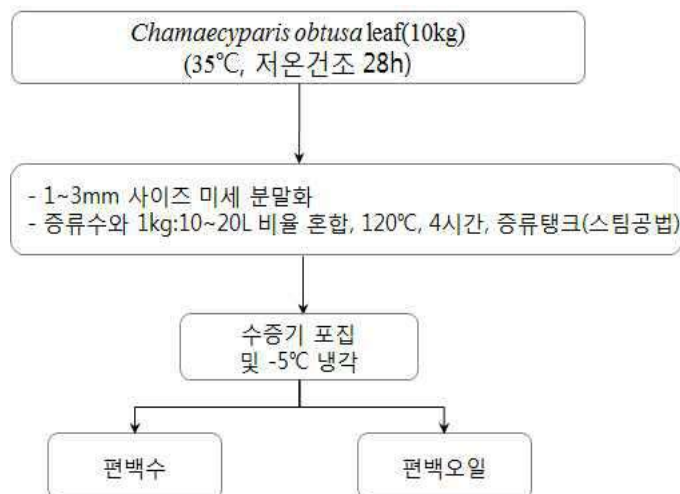 Chamaecyparis obtusa leaf(10kg)
(35℃, 저온건조 28h)
- 1~3mm 사이즈 미세 분말화
- 증류수와 1kg:10~20L 비율 혼합, 120℃, 4시간, 증류탱크(스팀공법)
수증기 포집
및 -5℃ 냉각
편백수
편백오일